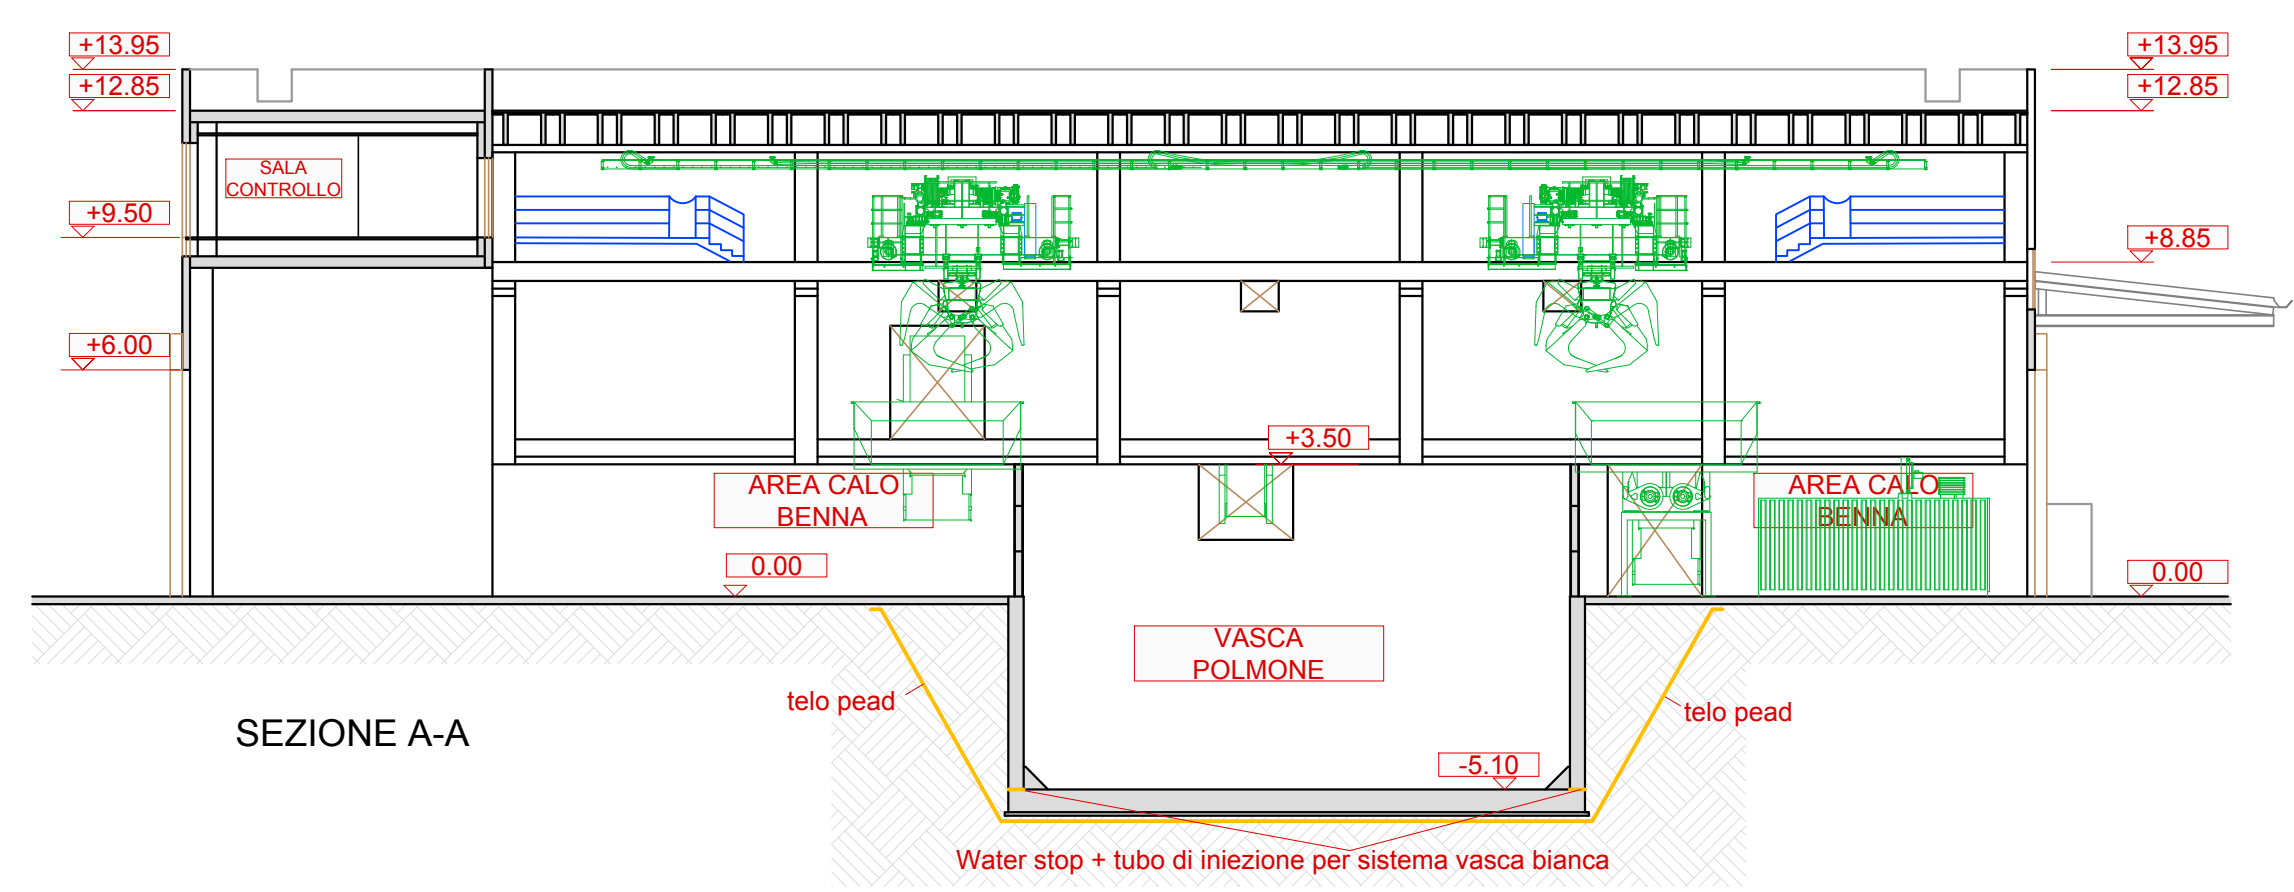 +13.95
+13.95
+12.85
+12.85
SALA
CONTROLLO
+9.50
+8.85
+6.00
+3.50
AREA CALO
BENNA
AREA CALO
BENNA
0.00
0.00
VASCA
POLMONE
telo pead
telo pead
SEZIONE A-A
-5.10
Water stop + tubo di iniezione per sistema vasca bianca